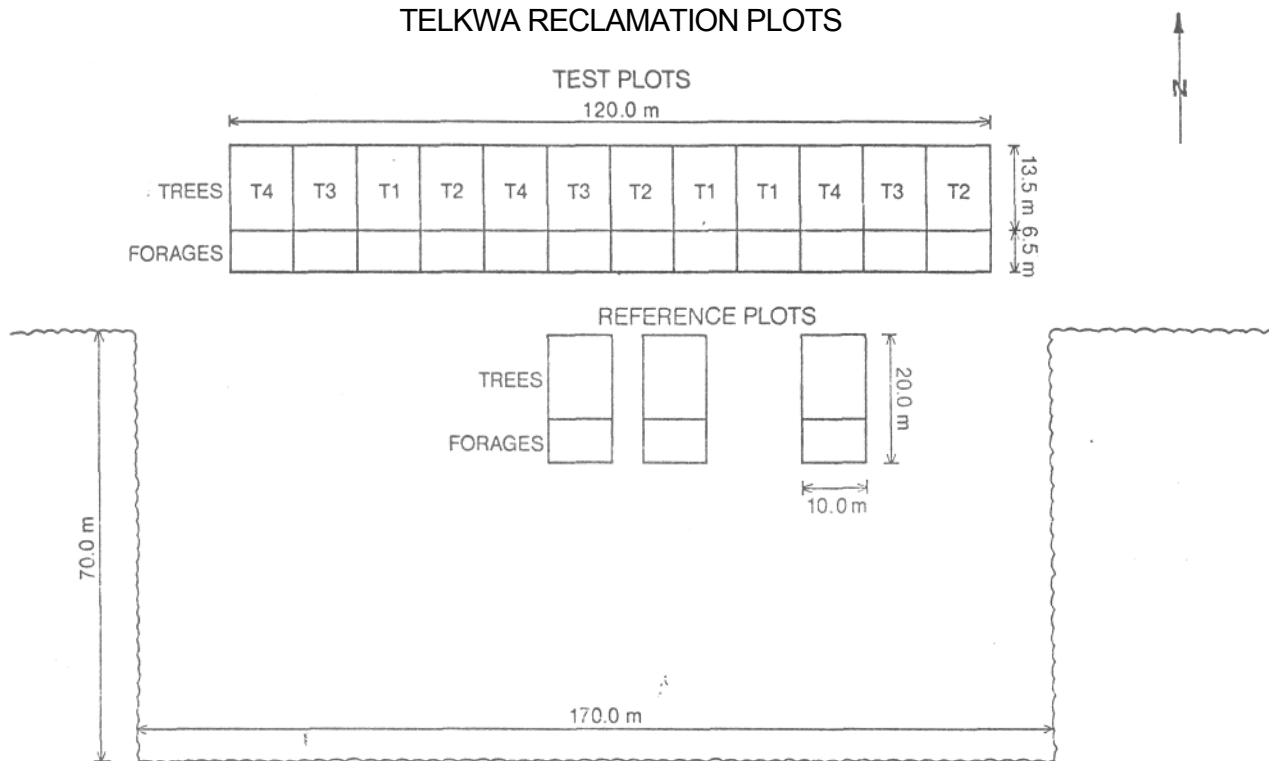 TELKWA RECLAMATION PLOTS
N
TEST PLOTS
120.0 m
TREES T4 T3 T1 T2 T4 T3 T2 T1 T1 T4 T3 T2 13.5 m
FORAGES 6.5 m
REFERENCE PLOTS
TREES 20.0 m
FORAGES
10.0 m
70.0 m
170.0 m